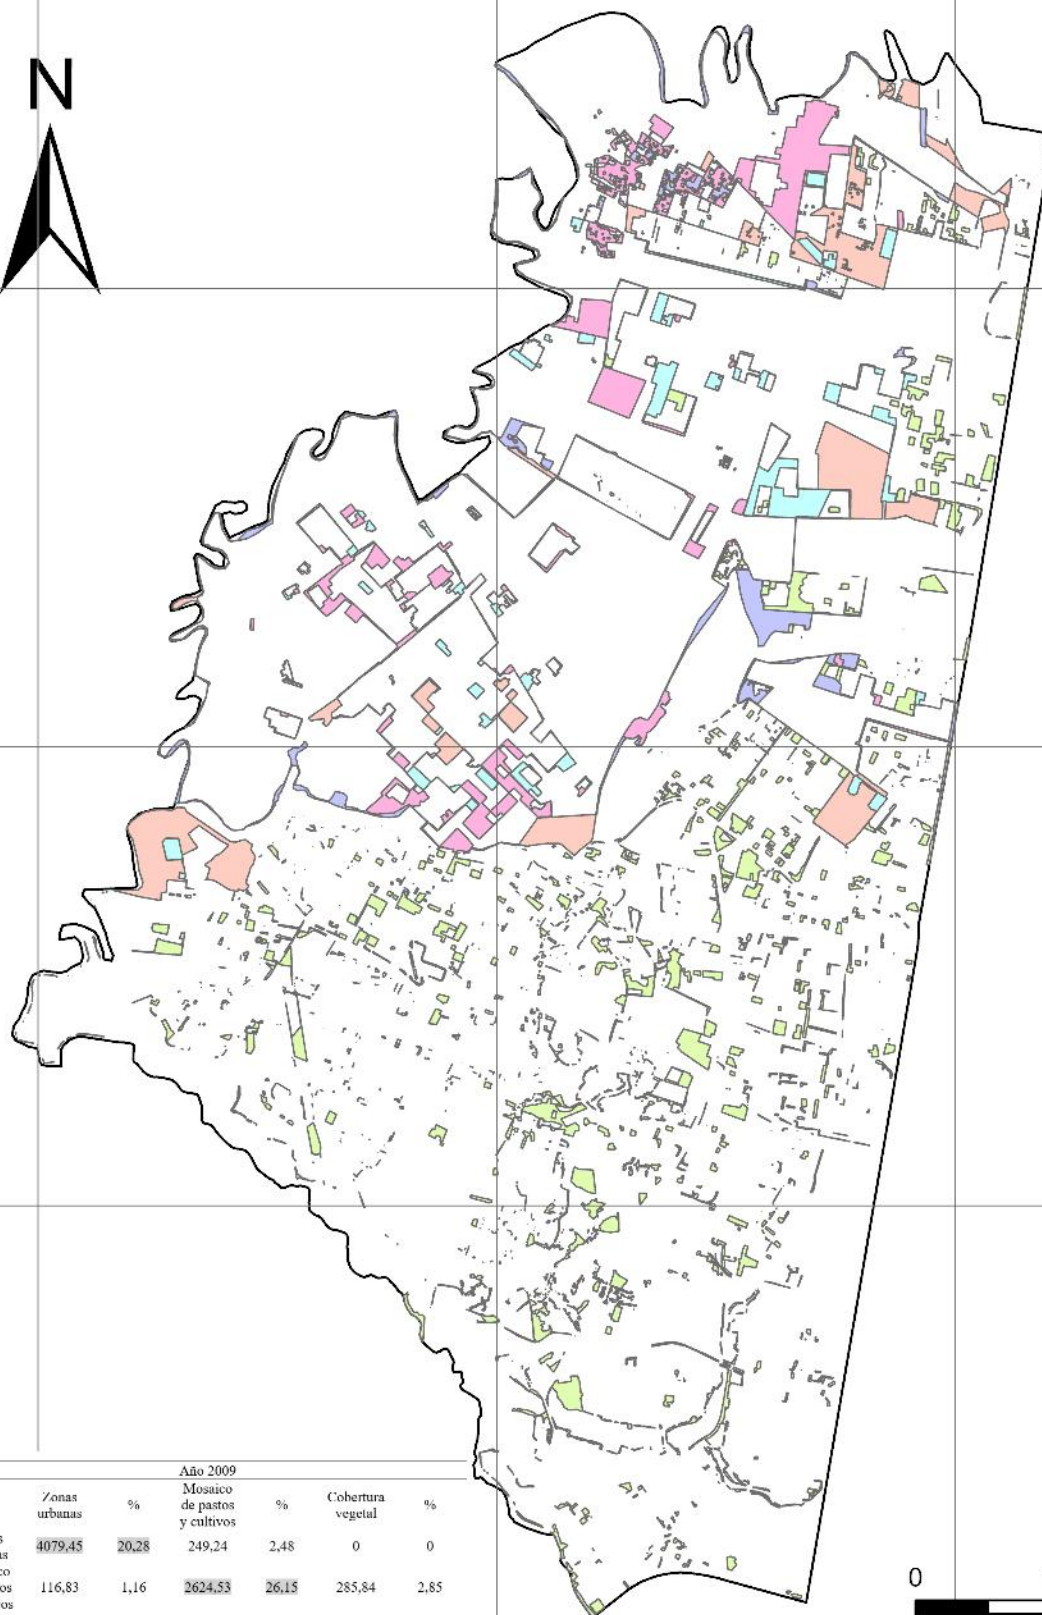 N
Año 2009
Zonas urbanas % Mosaico de pastos y cultivos % Cobertura vegetal %
4079,45 20,28 249,24 2,48 0 0
116,83 1,16 2624,53 26,15 285,84 2,85
0